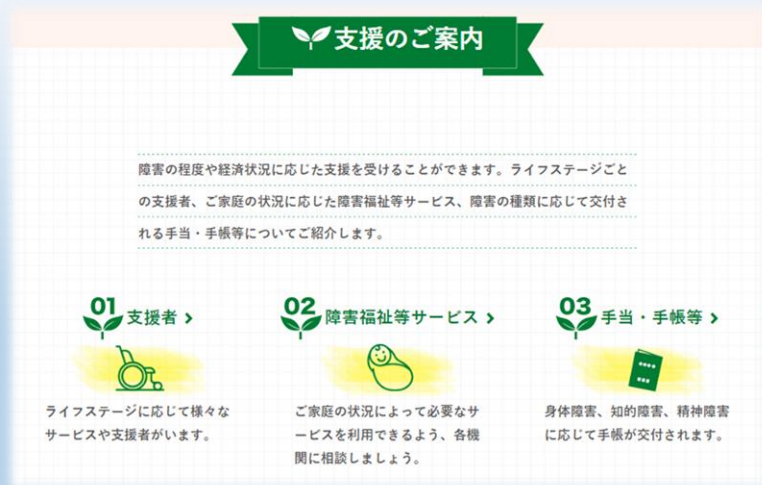 支援のご案内
障害の程度や経済状況に応じた支援を受けることができます。ライフステージごと
の支援者、ご家庭の状況に応じた障害福祉等サービス、障害の種類に応じて交付さ
れる手当・手帳等についてご紹介します。
01 支援者
ライフステージに応じて様々な
サービスや支援者がいます。
02 障害福祉等サービス
ご家庭の状況によって必要なサ
ービスを利用できるよう、各機
関に相談しましょう。
03 手当・手帳等
身体障害、知的障害、精神障害
に応じて手帳が交付されます。